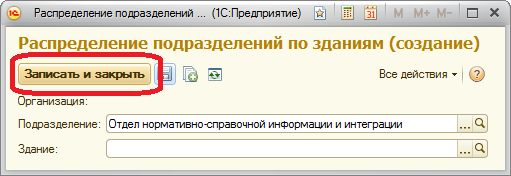 Распределение подразделений ... (1С:Предприятие)
M M+ M-
31
Распределение подразделений по зданиям (создание)
Записать и закрыть
Все действия
Организация:
Подразделение: Отдел нормативно-справочной информации и интеграции ...
Здание: ...